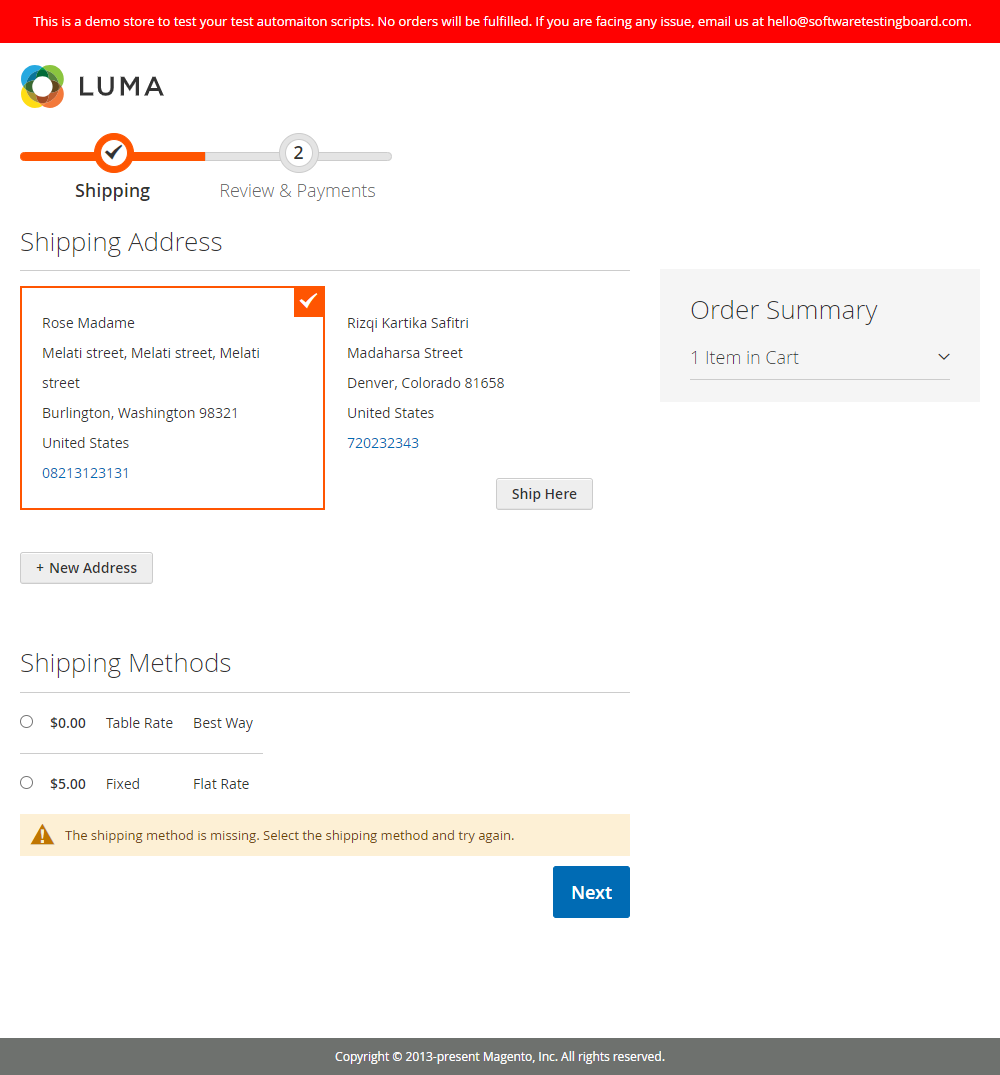 This is a demo store to test your test automaiton scripts. No orders will be fulfilled. If you are facing any issue, email us at hello@softwaretestingboard.com.
LUMA
2
Shipping
Review & Payments
Shipping Address
Rose Madame
Melati street, Melati street, Melati
street
Burlington, Washington 98321
United States
08213123131
Rizqi Kartika Safitri
Madaharsa Street
Denver, Colorado 81658
United States
720232343
Ship Here
+ New Address
Order Summary
1 Item in Cart
Shipping Methods
$0.00 Table Rate Best Way
$5.00 Fixed Flat Rate
The shipping method is missing. Select the shipping method and try again.
Next
Copyright © 2013-present Magento, Inc. All rights reserved.